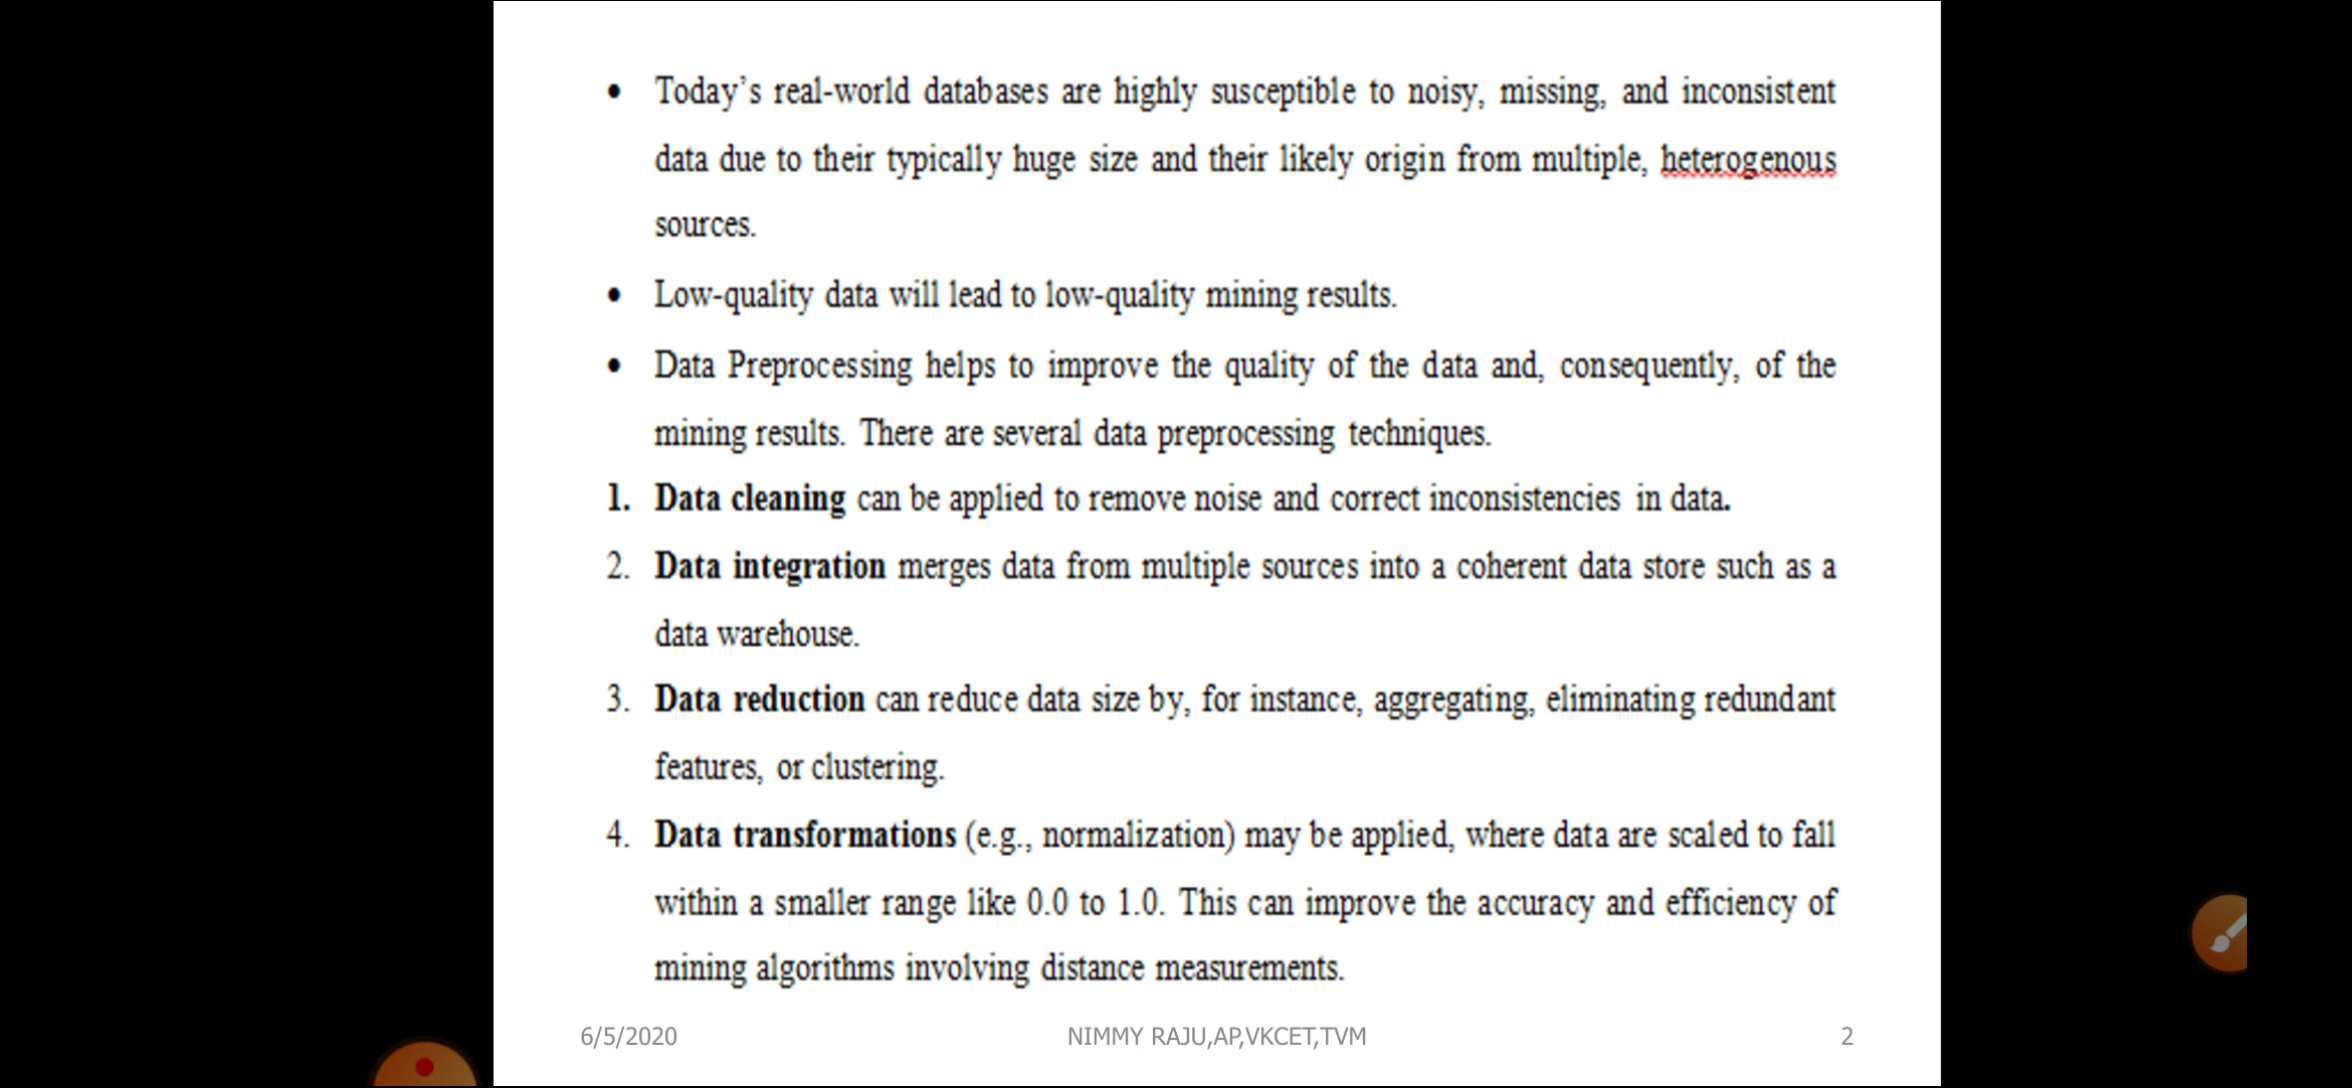 • Today’s real-world databases are highly susceptible to noisy, missing, and inconsistent
data due to their typically huge size and their likely origin from multiple, heterogenous
sources.
• Low-quality data will lead to low-quality mining results.
• Data Preprocessing helps to improve the quality of the data and, consequently, of the
mining results. There are several data preprocessing techniques.
1. Data cleaning can be applied to remove noise and correct inconsistencies in data.
2. Data integration merges data from multiple sources into a coherent data store such as a
data warehouse.
3. Data reduction can reduce data size by, for instance, aggregating, eliminating redundant
features, or clustering.
4. Data transformations (e.g., normalization) may be applied, where data are scaled to fall
within a smaller range like 0.0 to 1.0. This can improve the accuracy and efficiency of
mining algorithms involving distance measurements.
6/5/2020 NIMMY RAJU,AP,VKCET,TVM 2